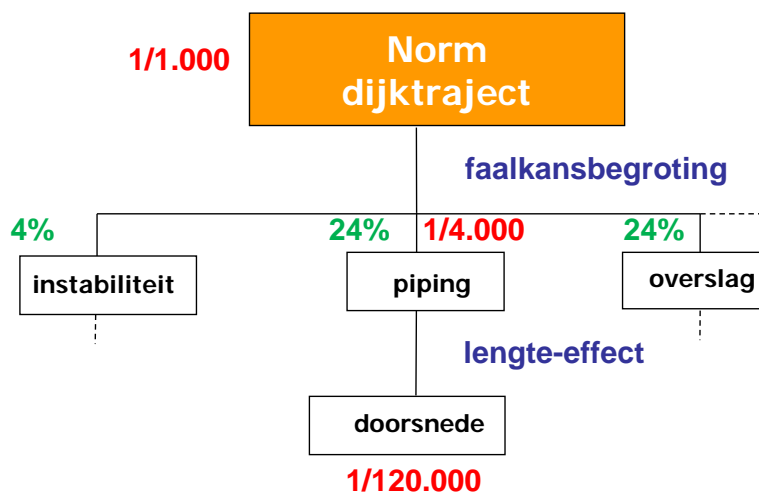 1/1.000
Norm
dijktraject
faalkansbegroting
4%
24%
1/4.000
24%
instabiliteit
piping
overslag
lengte-effect
doorsnede
1/120.000